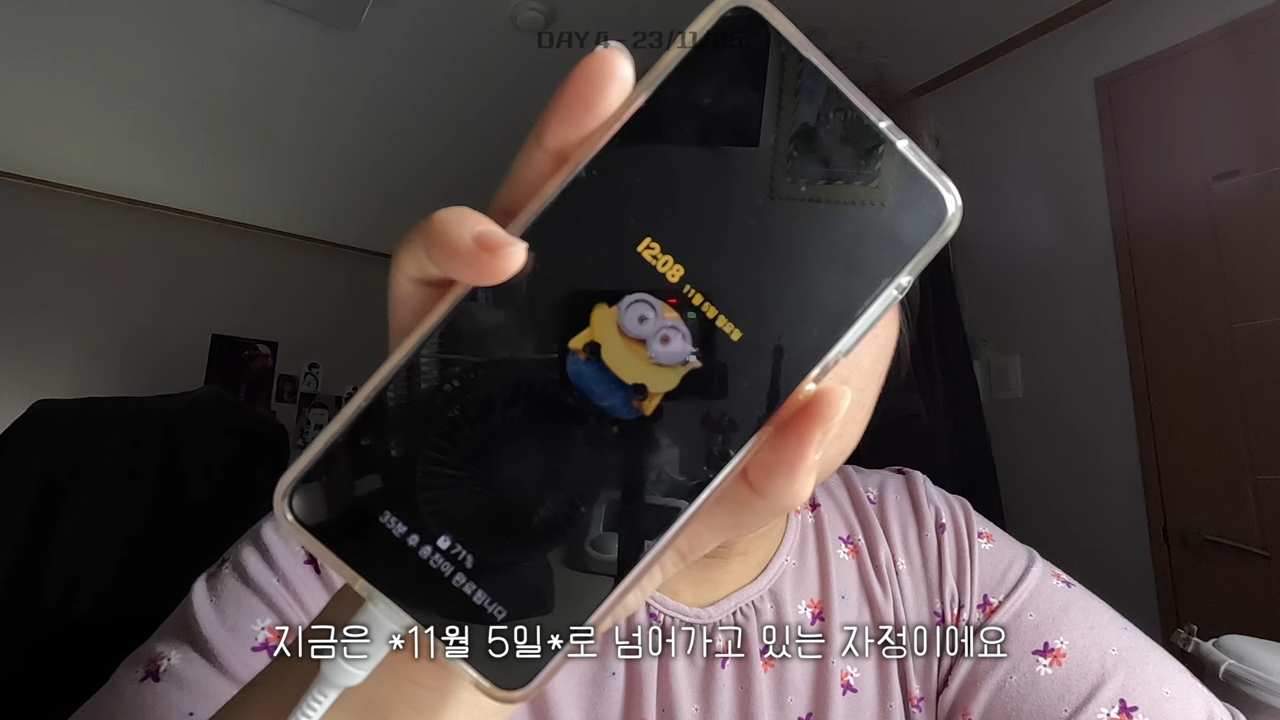 DAY 4 - 23/11/05
12:08
11월 5일 일요일
71%
35분 후 충전이 완료됩니다
지금은 *11월 5일*로 넘어가고 있는 자정이에요